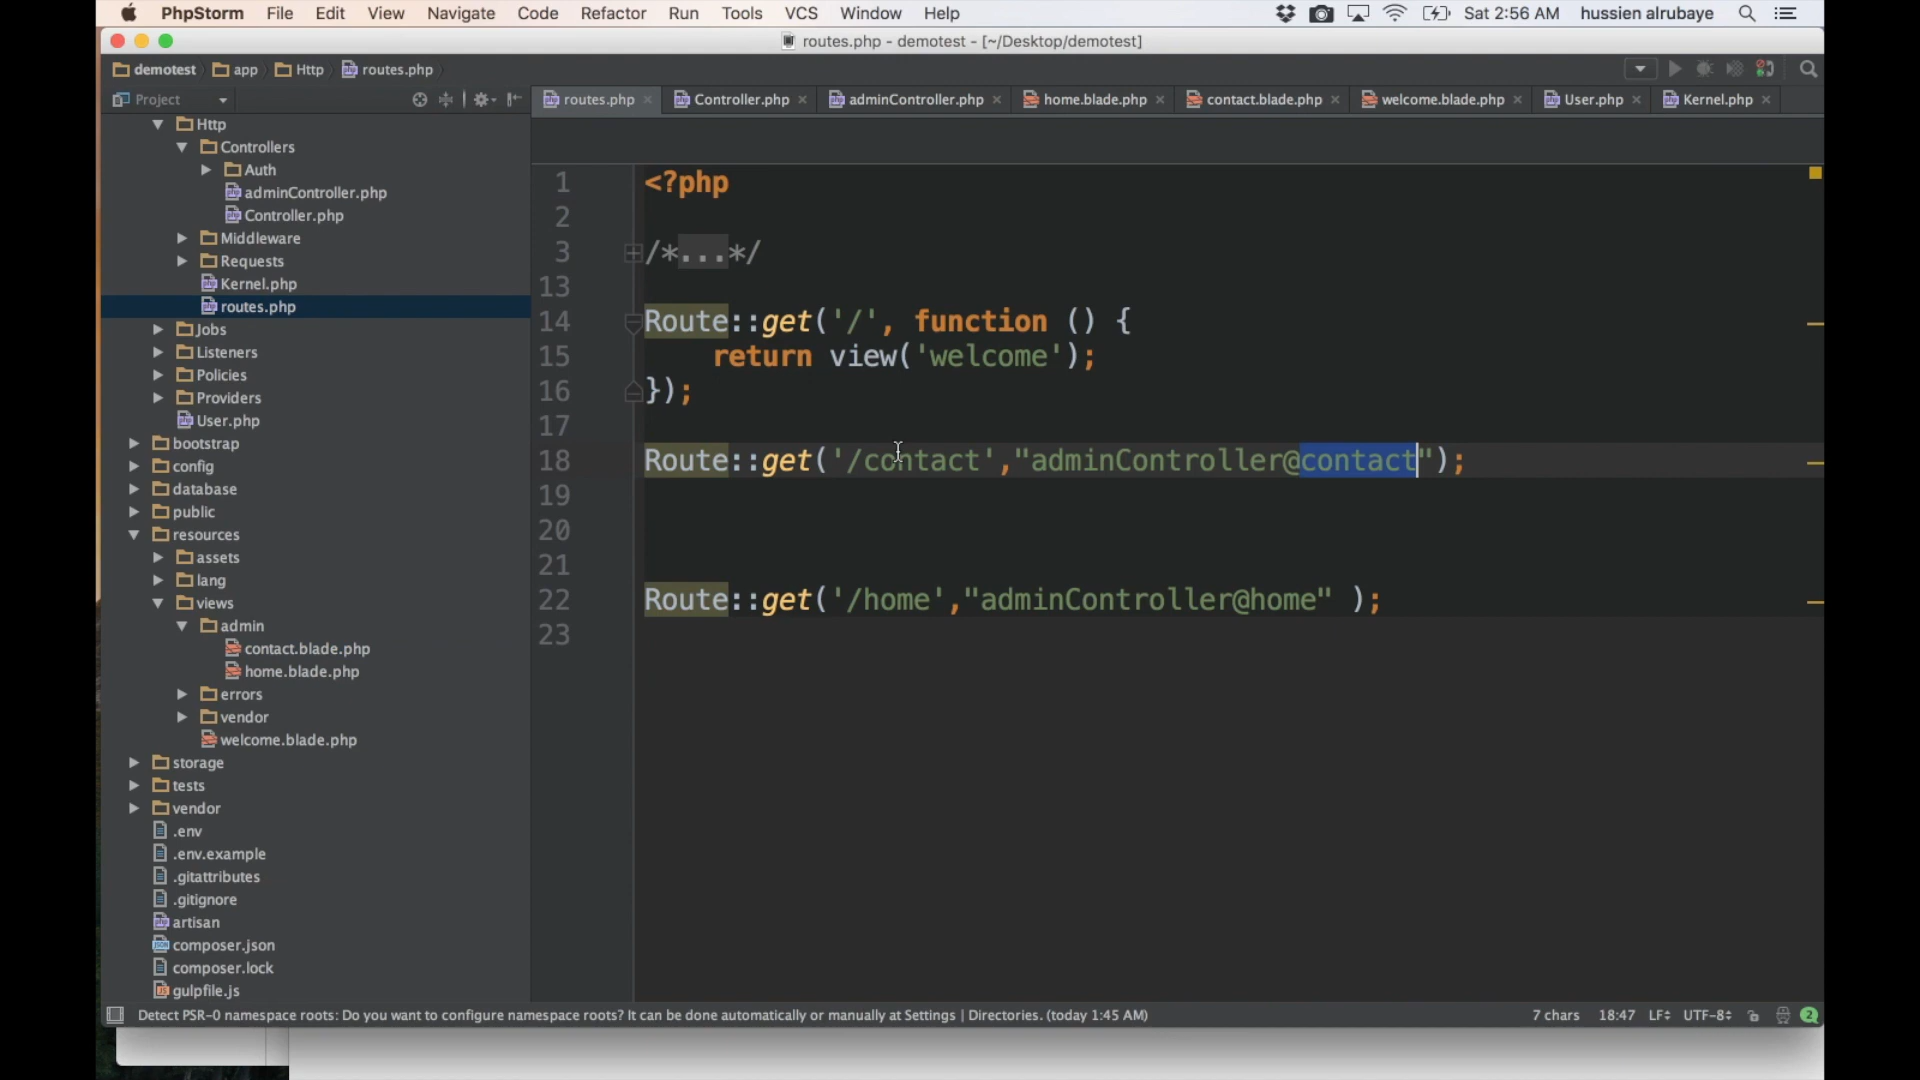 PhpStorm File Edit View Navigate Code Refactor Run Tools VCS Window Help Sat 2:56 AM hussien alrubaye
routes.php - demotest - [~/Desktop/demotest]
demotest app Http routes.php
Project
routes.php Controller.php adminController.php home.blade.php contact.blade.php welcome.blade.php User.php Kernel.php
Http
Controllers
Auth
adminController.php
Controller.php
Middleware
Requests
Kernel.php
routes.php
Jobs
Listeners
Policies
Providers
User.php
bootstrap
config
database
public
resources
assets
lang
views
admin
contact.blade.php
home.blade.php
errors
vendor
welcome.blade.php
storage
tests
vendor
.env
.env.example
.gitattributes
.gitignore
artisan
composer.json
composer.lock
gulpfile.js
1 <?php
2
3 /*...*/
13
14 Route::get('/', function () {
15 return view('welcome');
16 });
17
18 Route::get('/contact',"adminController@contact");
19
20
21
22 Route::get('/home',"adminController@home" );
23
Detect PSR-0 namespace roots: Do you want to configure namespace roots? It can be done automatically or manually at Settings | Directories. (today 1:45 AM) 7 chars 18:47 LF UTF-8 2